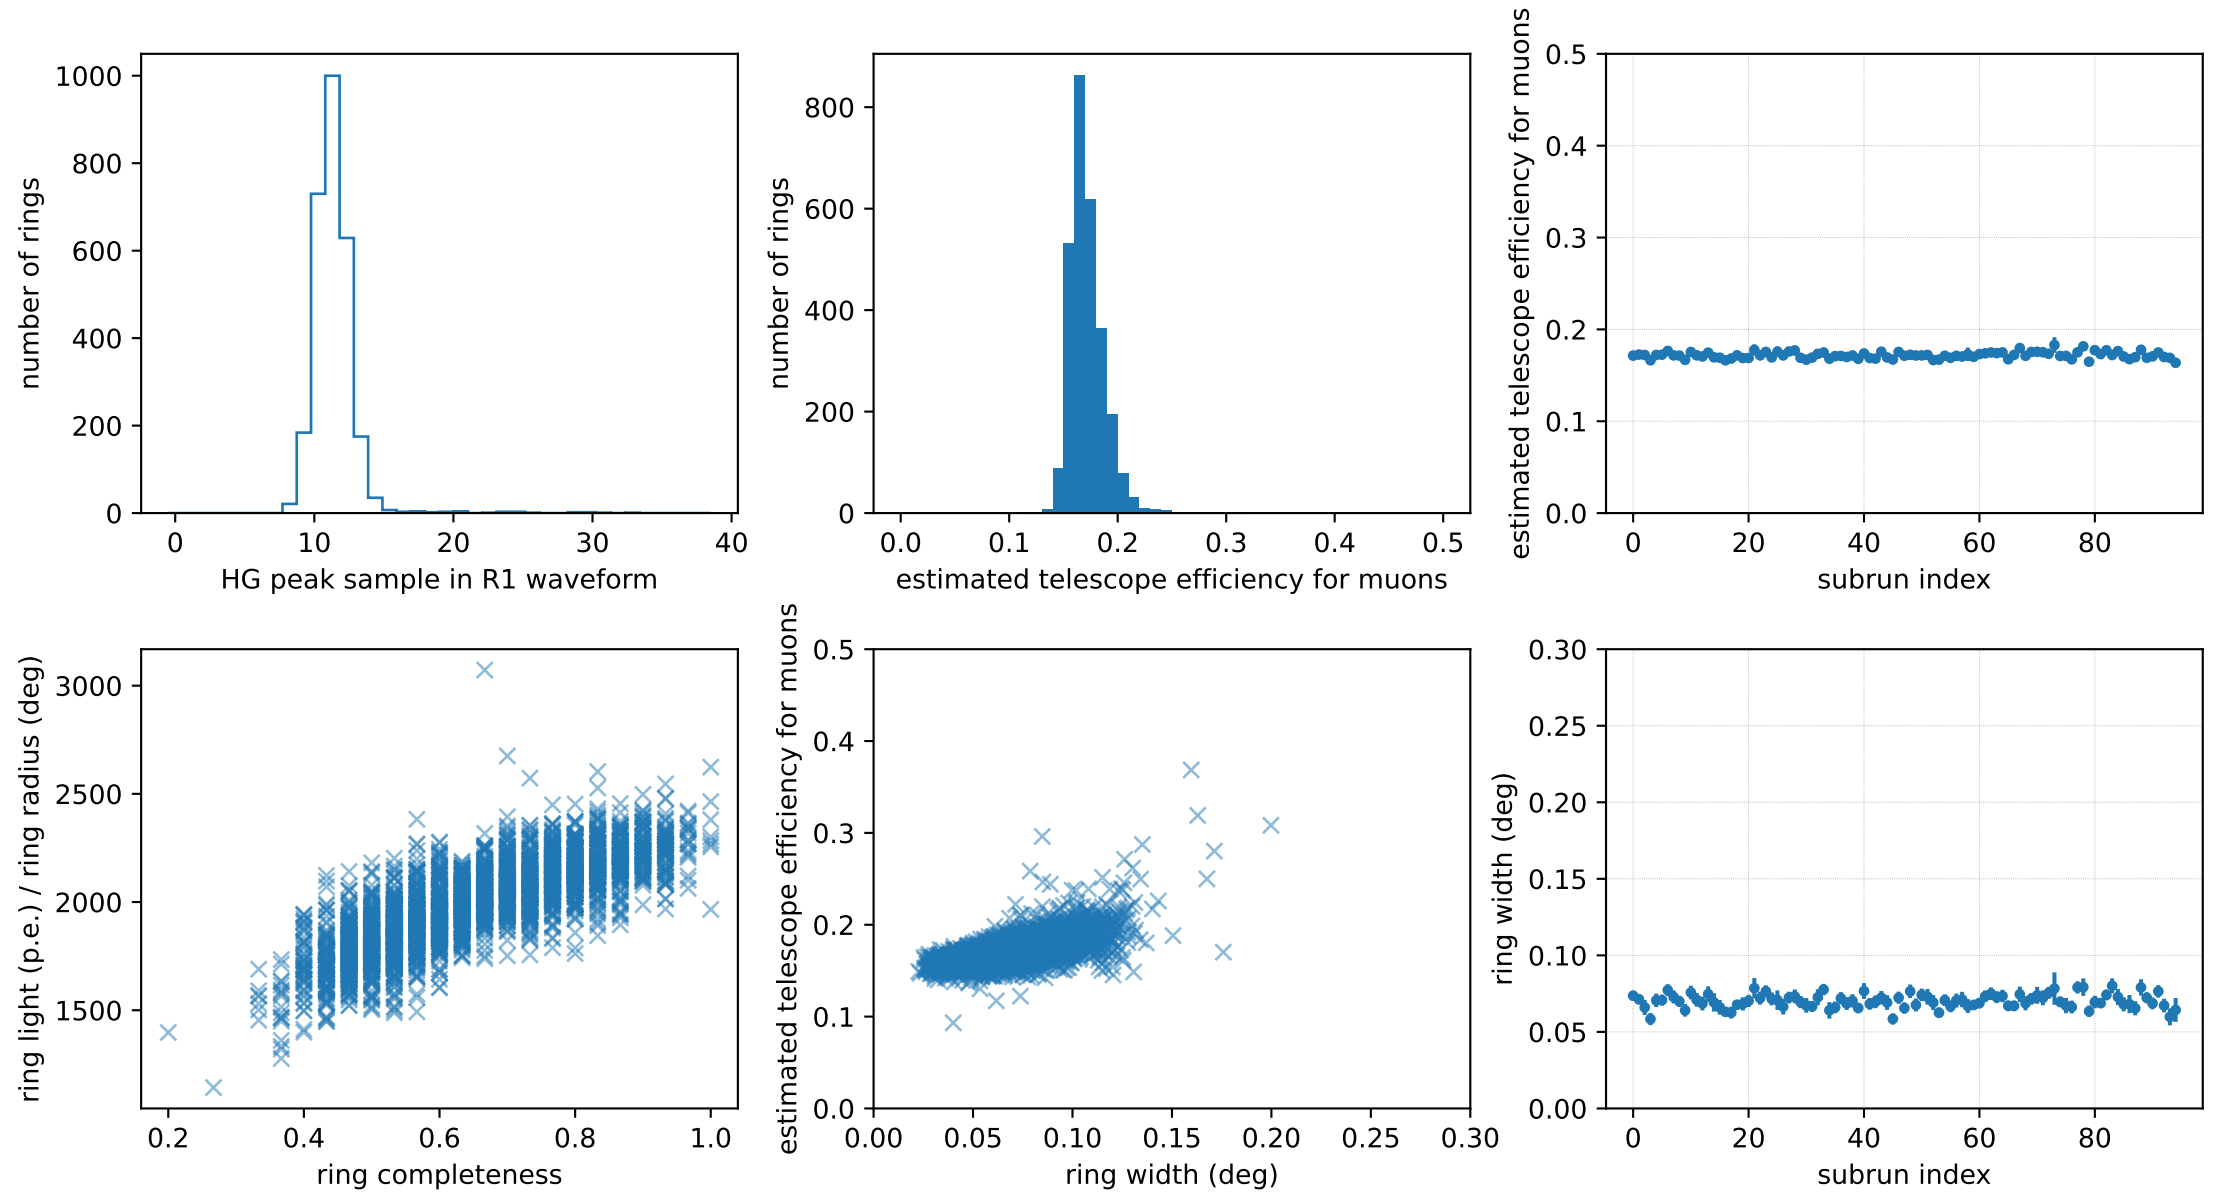 1000
800
600
400
200
0
number of rings
0 10 20 30 40
HG peak sample in R1 waveform
800
600
400
200
0
number of rings
0.0 0.1 0.2 0.3 0.4 0.5
estimated telescope efficiency for muons
0.5
0.4
0.3
0.2
0.1
0.0
estimated telescope efficiency for muons
0 20 40 60 80
subrun index
3000
2500
2000
1500
ring light (p.e.) / ring radius (deg)
0.2 0.4 0.6 0.8 1.0
ring completeness
0.5
0.4
0.3
0.2
0.1
0.0
estimated telescope efficiency for muons
0.00 0.05 0.10 0.15 0.20 0.25 0.30
ring width (deg)
0.30
0.25
0.20
0.15
0.10
0.05
0.00
ring width (deg)
0 20 40 60 80
subrun index